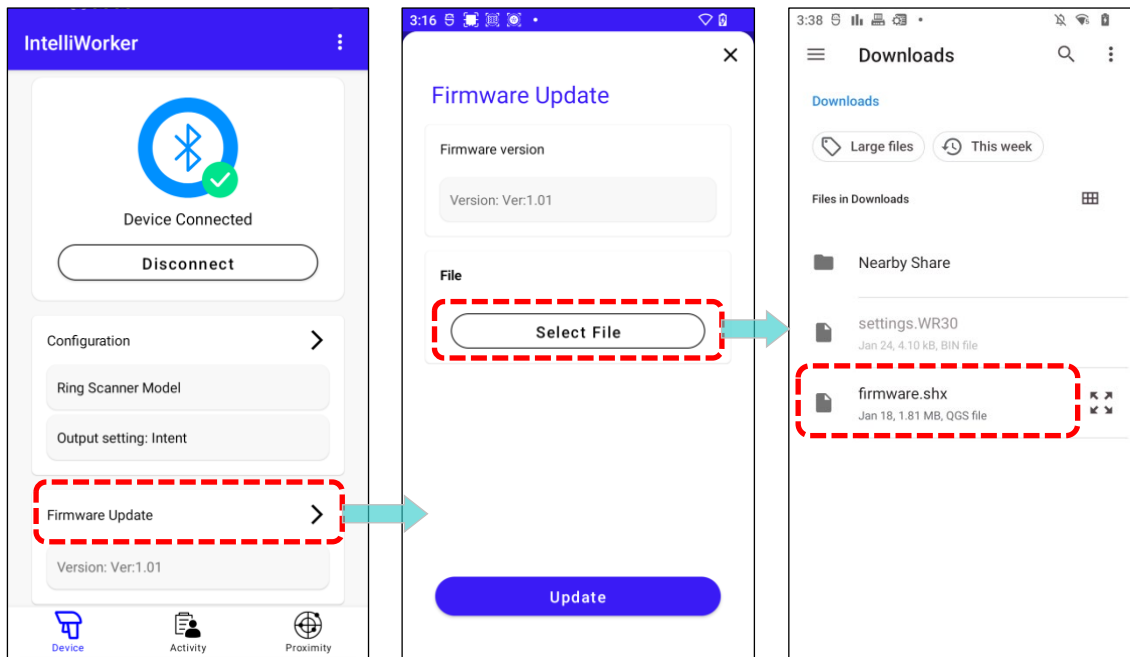 IntelliWorker
Device Connected
Disconnect
Configuration
Ring Scanner Model
Output setting: Intent
Firmware Update
Version: Ver:1.01
Device
Activity
Proximity
3:16
Firmware Update
Firmware version
Version: Ver:1.01
File
Select File
Update
3:38
Downloads
Downloads
Large files
This week
Files in Downloads
Nearby Share
settings.WR30
Jan 24, 4.10 kB, BIN file
firmware.shx
Jan 18, 1.81 MB, QGS file